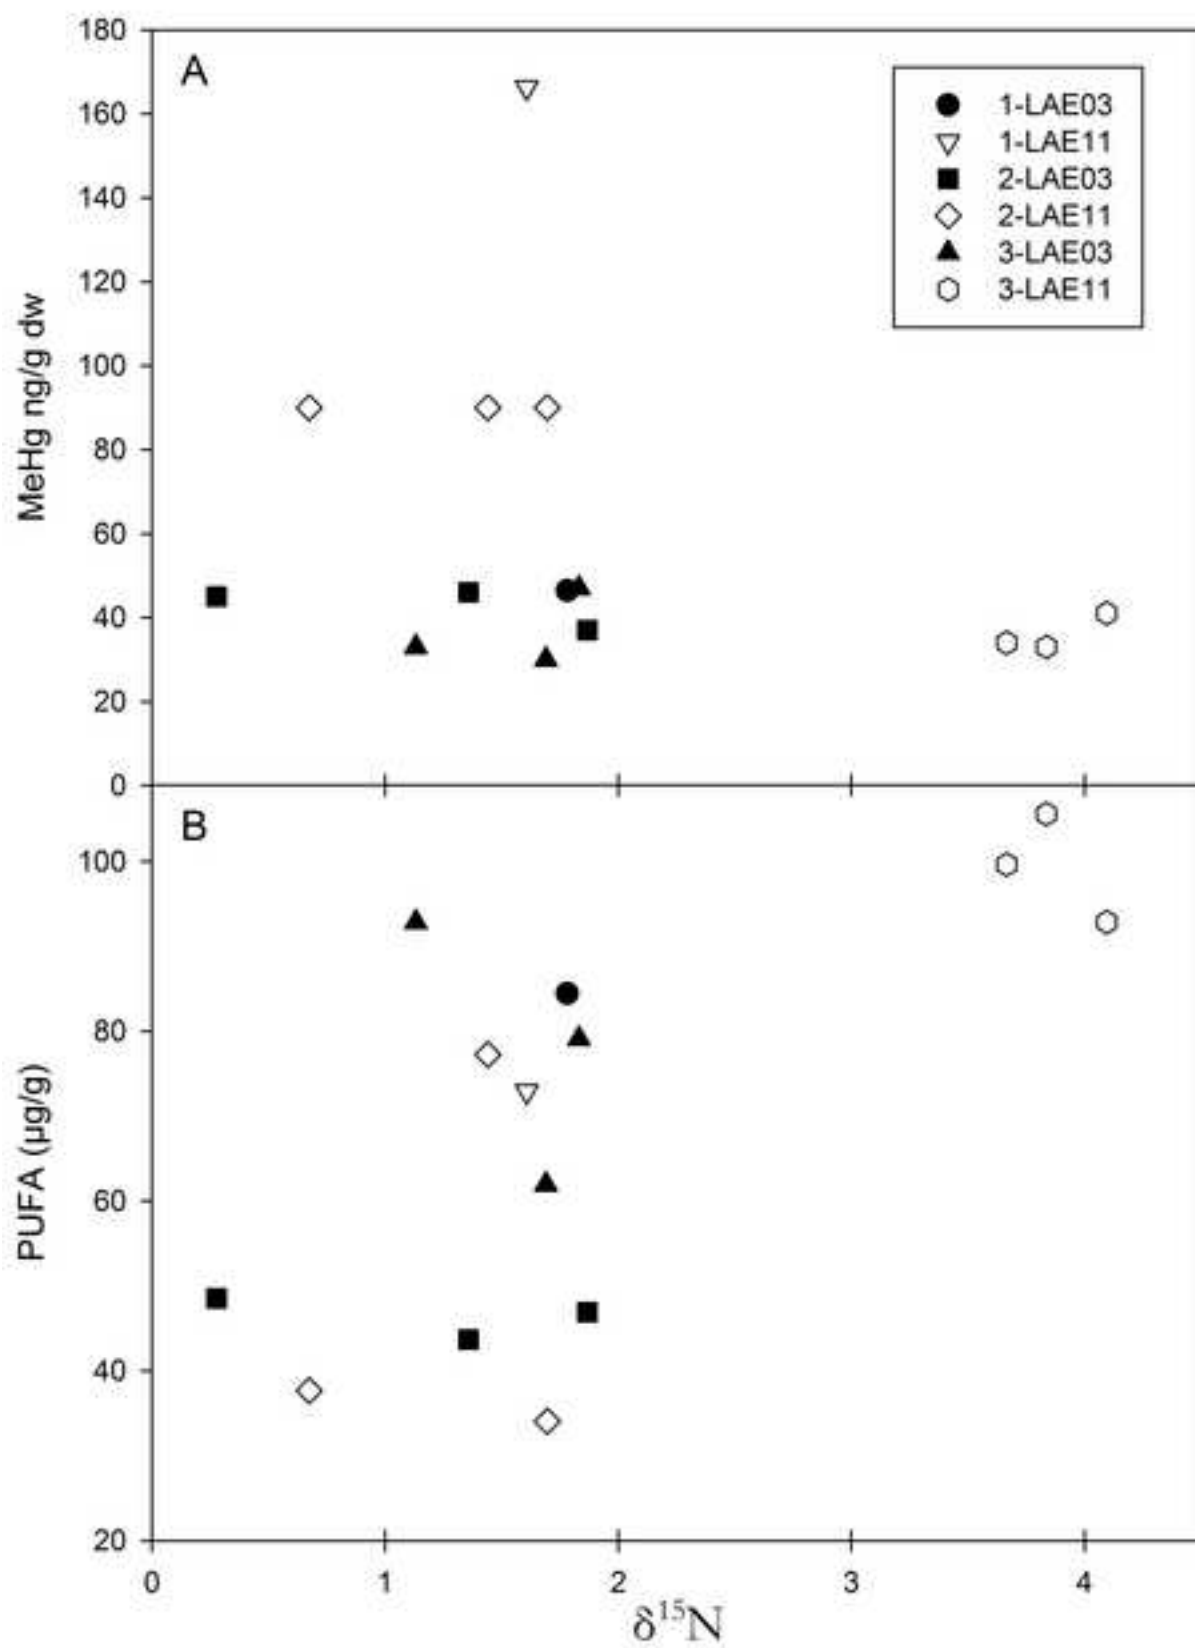 A
180
160
140
120
100
80
60
40
20
0
MeHg ng/g dw
1-LAE03
1-LAE11
2-LAE03
2-LAE11
3-LAE03
3-LAE11
B
100
80
60
40
20
PUFA (µg/g)
0 1 2 3 4
δ¹⁵N